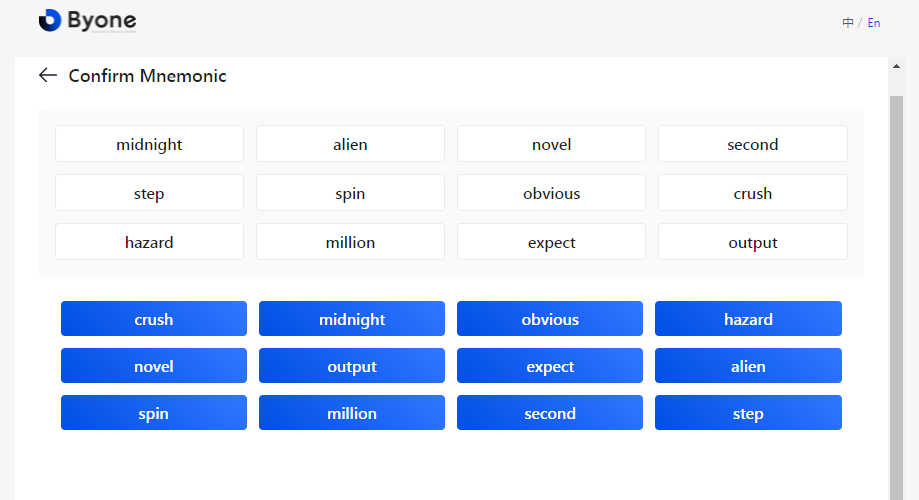 Byone
中 / En
Confirm Mnemonic
midnight alien novel second
step spin obvious crush
hazard million expect output
crush midnight obvious hazard
novel output expect alien
spin million second step